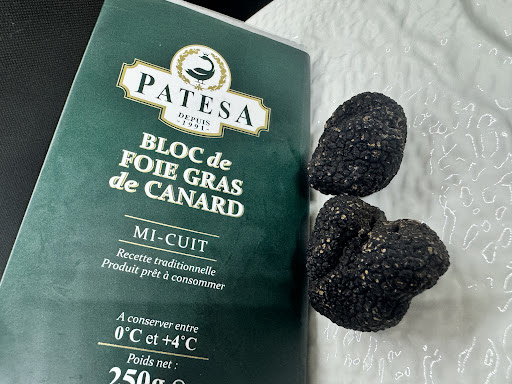 PATESA
DEPUIS
-1991-
BLOC de
FOIE GRAS
de CANARD
MI-CUIT
Recette traditionnelle
Produit prêt à consommer
A conserver entre
0°C et +4°C
Poids net :
250g ℮